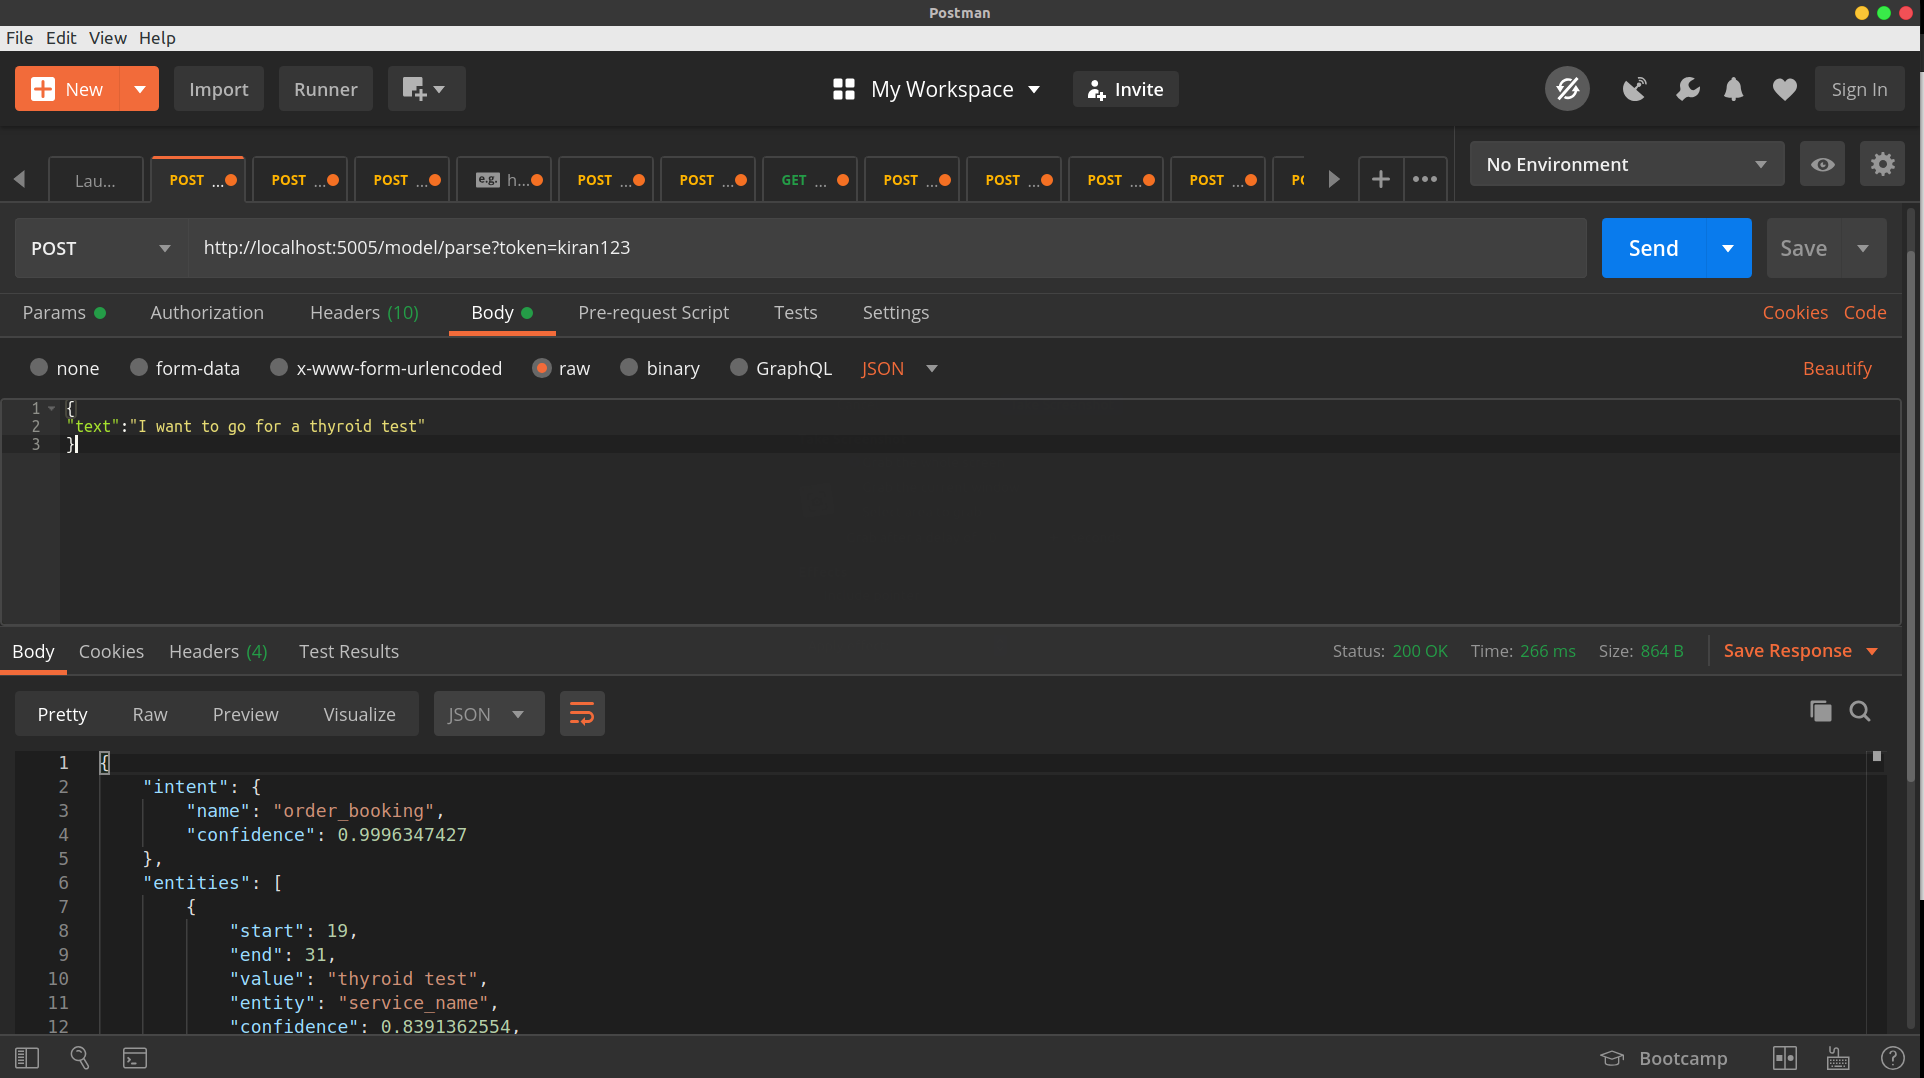 Postman
File Edit View Help
New Import Runner My Workspace Invite Sign In
Lau... POST ... POST ... POST ... e.g. h... POST ... POST ... GET ... POST ... POST ... POST ... POST ... PO No Environment
POST http://localhost:5005/model/parse?token=kiran123 Send Save
Params Authorization Headers (10) Body Pre-request Script Tests Settings Cookies Code
none form-data x-www-form-urlencoded raw binary GraphQL JSON Beautify
1 {
2 "text":"I want to go for a thyroid test"
3 }
Body Cookies Headers (4) Test Results Status: 200 OK Time: 266 ms Size: 864 B Save Response
Pretty Raw Preview Visualize JSON
1 {
2 "intent": {
3 "name": "order_booking",
4 "confidence": 0.9996347427
5 },
6 "entities": [
7 {
8 "start": 19,
9 "end": 31,
10 "value": "thyroid test",
11 "entity": "service_name",
12 "confidence": 0.8391362554,
Bootcamp